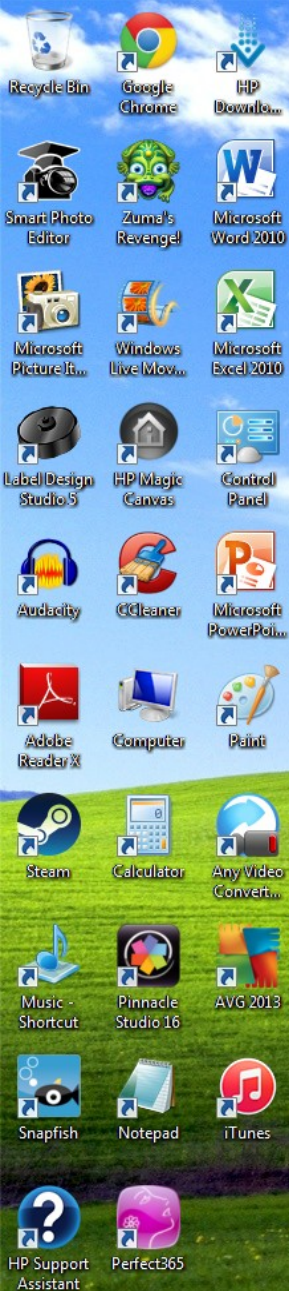 Recycle Bin
Google
Chrome
HP
Downlo...
Smart Photo
Editor
Zuma's
Revenge!
Microsoft
Word 2010
Microsoft
Picture It...
Windows
Live Mov...
Microsoft
Excel 2010
Label Design
Studio 5
HP Magic
Canvas
Control
Panel
Audacity
CCleaner
Microsoft
PowerPoi...
Adobe
Reader X
Computer
Paint
Steam
Calculator
Any Video
Convert...
Music -
Shortcut
Pinnacle
Studio 16
AVG 2013
Snapfish
Notepad
iTunes
HP Support
Assistant
Perfect365